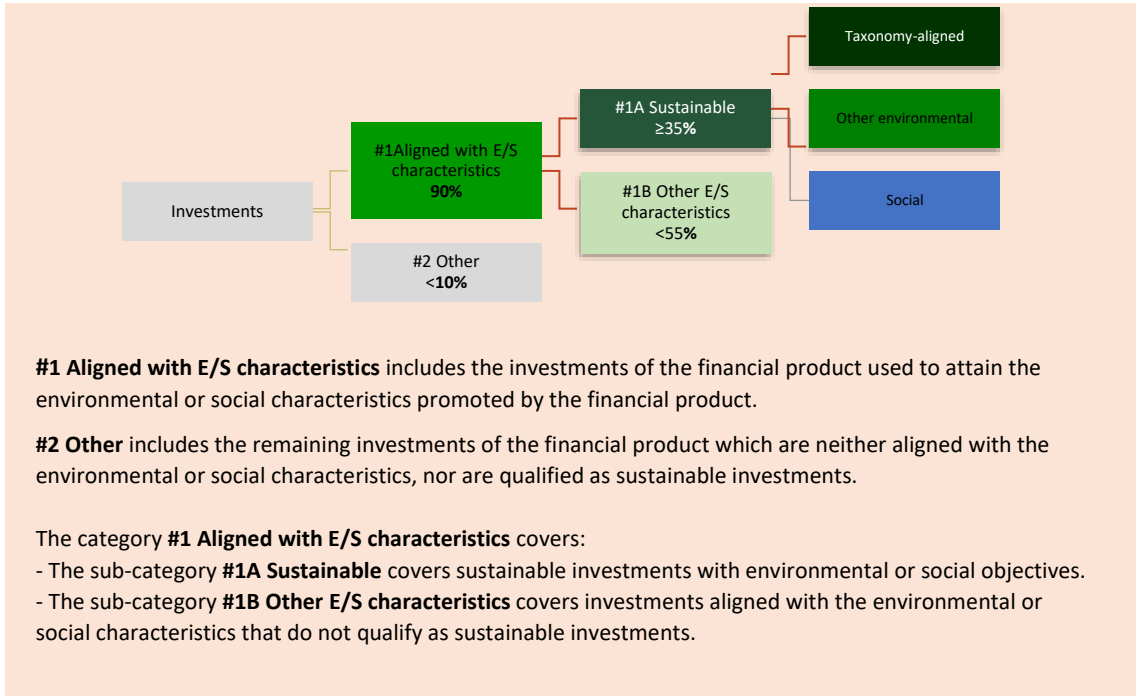 Taxonomy-aligned
#1A Sustainable
≥35%
Other environmental
#1Aligned with E/S
characteristics
90%
Investments
#1B Other E/S
characteristics
<55%
Social
#2 Other
<10%
#1 Aligned with E/S characteristics includes the investments of the financial product used to attain the
environmental or social characteristics promoted by the financial product.
#2 Other includes the remaining investments of the financial product which are neither aligned with the
environmental or social characteristics, nor are qualified as sustainable investments.
The category #1 Aligned with E/S characteristics covers:
- The sub-category #1A Sustainable covers sustainable investments with environmental or social objectives.
- The sub-category #1B Other E/S characteristics covers investments aligned with the environmental or
social characteristics that do not qualify as sustainable investments.